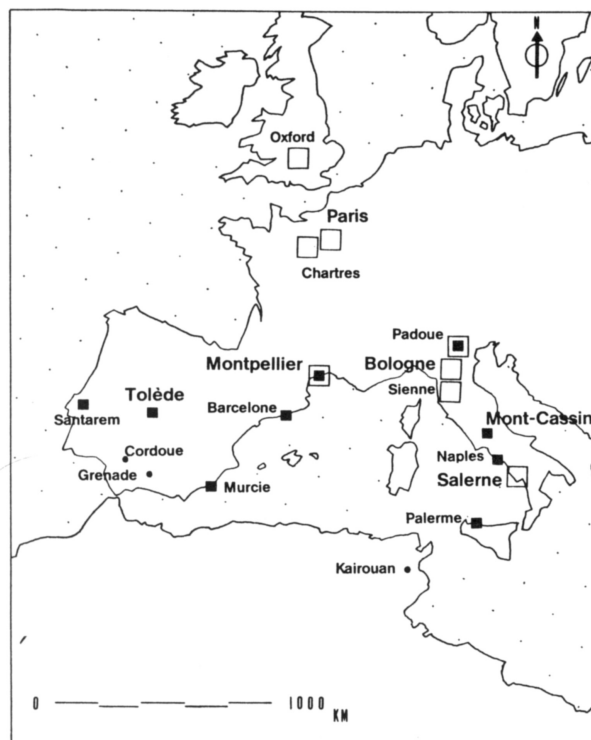 N
Oxford
Paris
Chartres
Padoue
Montpellier
Bologne
Sienne
Tolède
Barcelone
Santarem
Mont-Cassin
Cordoue
Naples
Grenade
Salerne
Murcie
Palerme
Kairouan
0 1000
KM